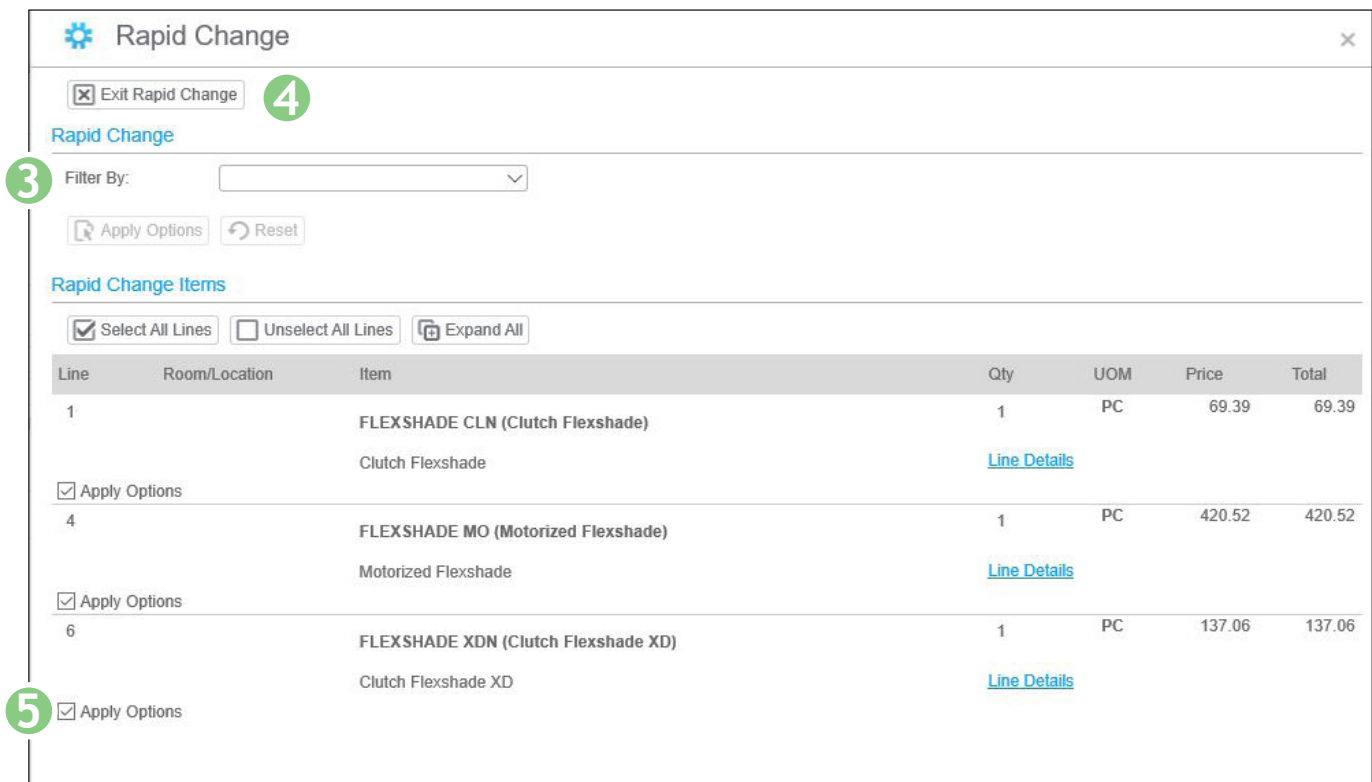 Rapid Change
Exit Rapid Change 4
Rapid Change
3 Filter By:
Apply Options Reset
Rapid Change Items
Select All Lines Unselect All Lines Expand All
Line Room/Location Item Qty UOM Price Total
1 FLEXSHADE CLN (Clutch Flexshade) 1 PC 69.39 69.39
Clutch Flexshade Line Details
Apply Options
4 FLEXSHADE MO (Motorized Flexshade) 1 PC 420.52 420.52
Motorized Flexshade Line Details
Apply Options
6 FLEXSHADE XDN (Clutch Flexshade XD) 1 PC 137.06 137.06
Clutch Flexshade XD Line Details
5 Apply Options